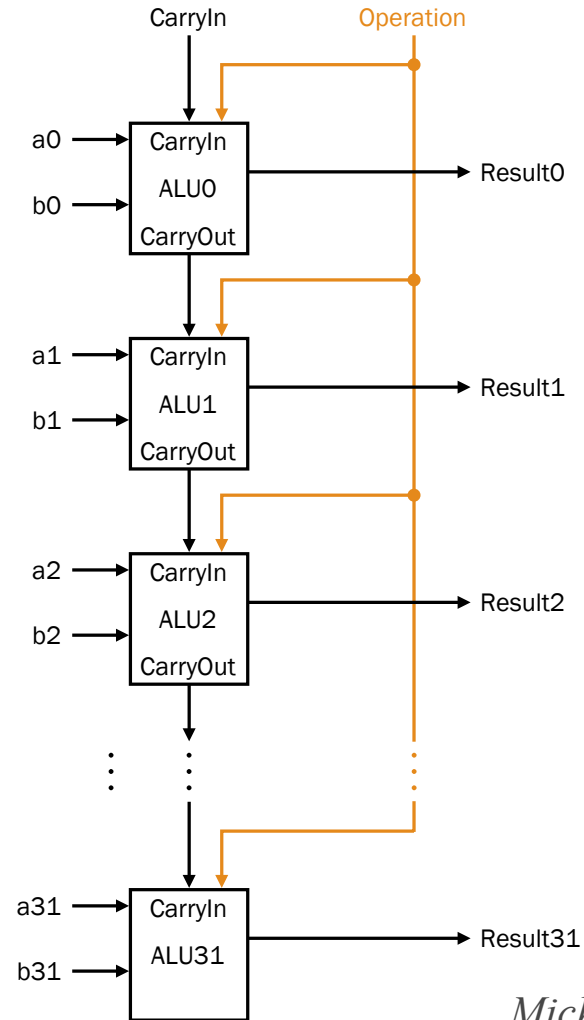 CarryIn Operation
a0
CarryIn
ALU0
Result0
b0
CarryOut
a1
CarryIn
ALU1
Result1
b1
CarryOut
a2
CarryIn
ALU2
Result2
b2
CarryOut
a31
CarryIn
ALU31
Result31
b31